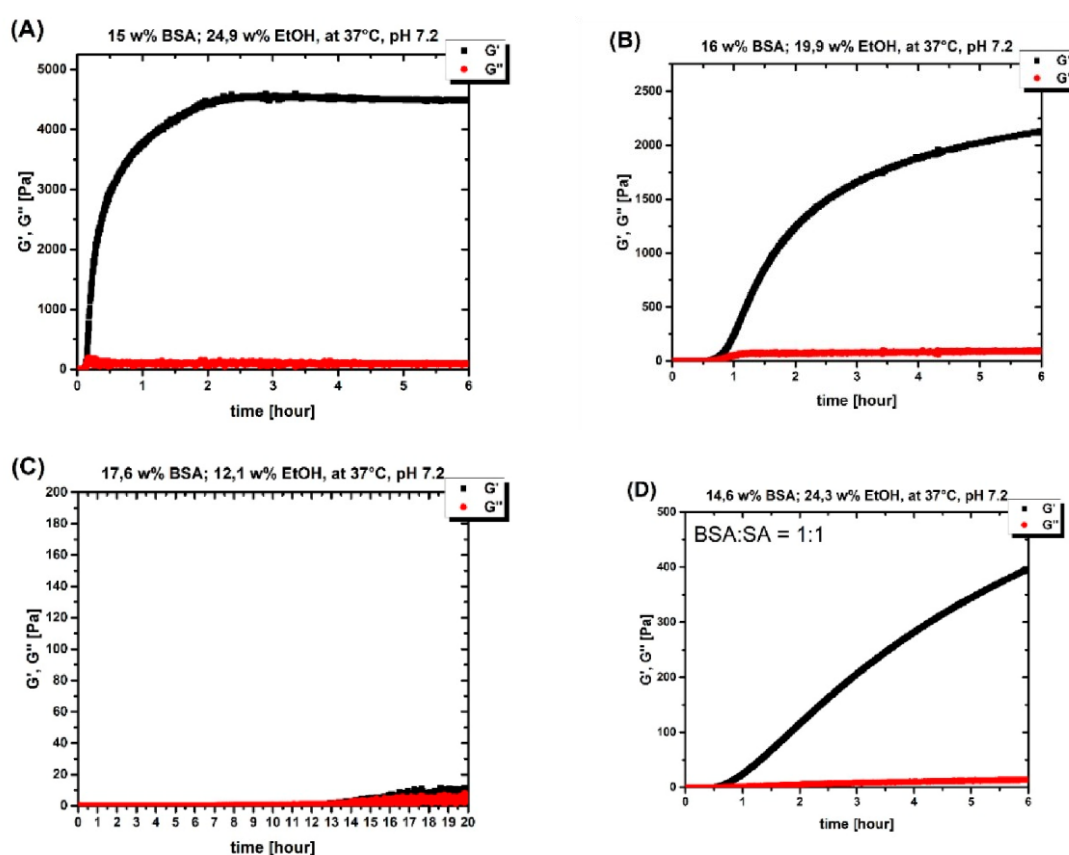 (A)
15 w% BSA; 24,9 w% EtOH, at 37°C, pH 7.2
G'
G''
5000
4000
3000
2000
1000
0
G', G'' [Pa]
0 1 2 3 4 5 6
time [hour]
(B)
16 w% BSA; 19,9 w% EtOH, at 37°C, pH 7.2
G'
G'
2500
2000
1500
1000
500
0
G', G'' [Pa]
0 1 2 3 4 5 6
time [hour]
(C)
17,6 w% BSA; 12,1 w% EtOH, at 37°C, pH 7.2
G'
G''
200
180
160
140
120
100
80
60
40
20
0
G', G'' [Pa]
0 1 2 3 4 5 6 7 8 9 10 11 12 13 14 15 16 17 18 19 20
time [hour]
(D)
14,6 w% BSA; 24,3 w% EtOH, at 37°C, pH 7.2
G'
G''
BSA:SA = 1:1
500
400
300
200
100
0
G', G'' [Pa]
0 1 2 3 4 5 6
time [hour]